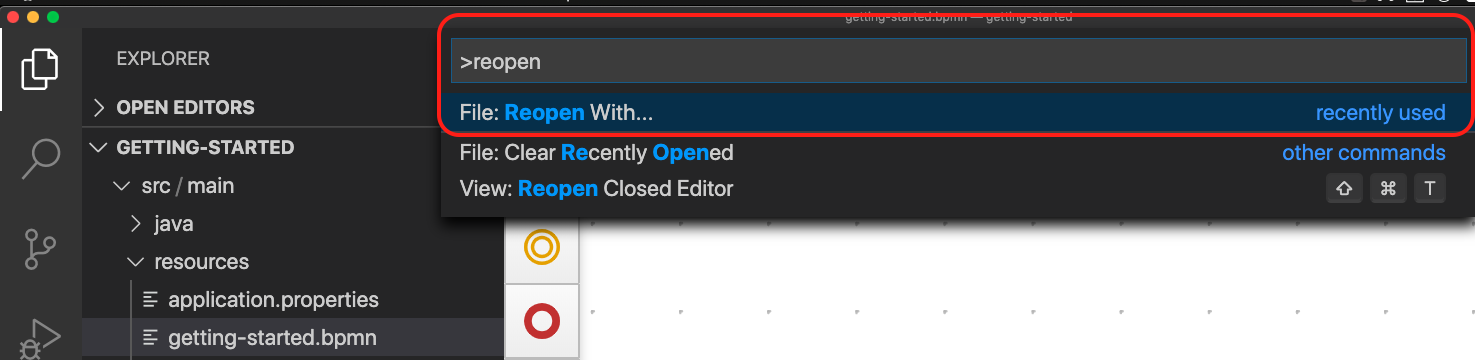 getting-started.bpmn — getting-started
EXPLORER
OPEN EDITORS
GETTING-STARTED
src / main
java
resources
application.properties
getting-started.bpmn
>reopen
File: Reopen With...
recently used
File: Clear Recently Opened
other commands
View: Reopen Closed Editor
⇧ ⌘ T